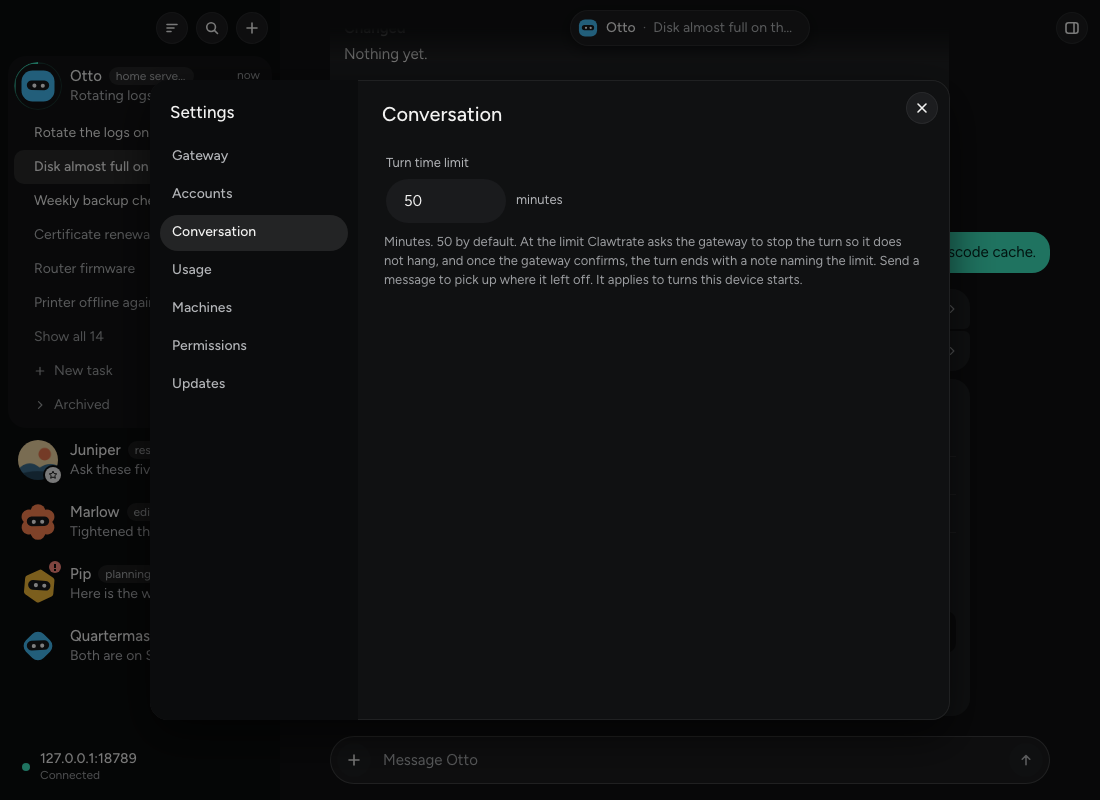 Otto · Disk almost full on th...
Nothing yet.
Otto home serve... now
Rotating logs
Rotate the logs on
Disk almost full on
Weekly backup che
Certificate renewa
Router firmware
Printer offline again
Show all 14
New task
Archived
Juniper res
Ask these fiv
Marlow edi
Tightened th
Pip planning
Here is the w
Quartermas
Both are on S
127.0.0.1:18789
Connected
Settings
Gateway
Accounts
Conversation
Usage
Machines
Permissions
Updates
Conversation
Turn time limit
50 minutes
Minutes. 50 by default. At the limit Clawtrate asks the gateway to stop the turn so it does
not hang, and once the gateway confirms, the turn ends with a note naming the limit. Send a
message to pick up where it left off. It applies to turns this device starts.
scode cache.
Message Otto